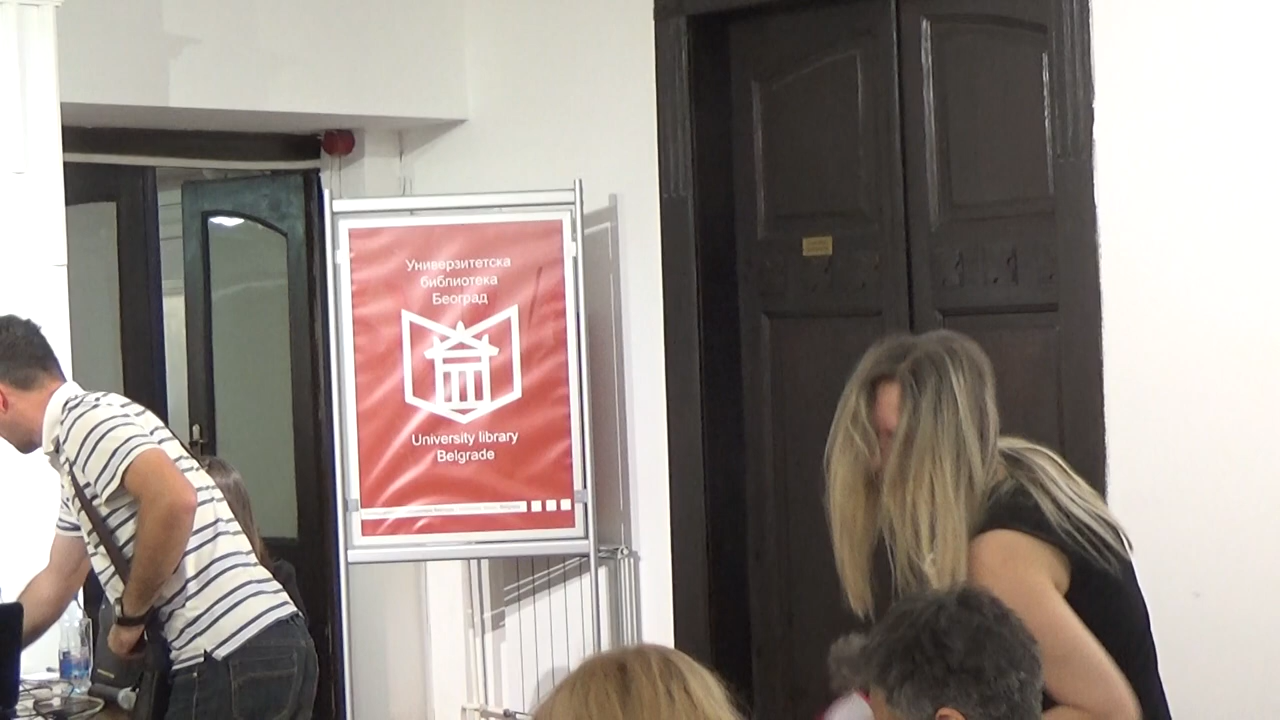 Универзитетска
библиотека
Београд
University library
Belgrade